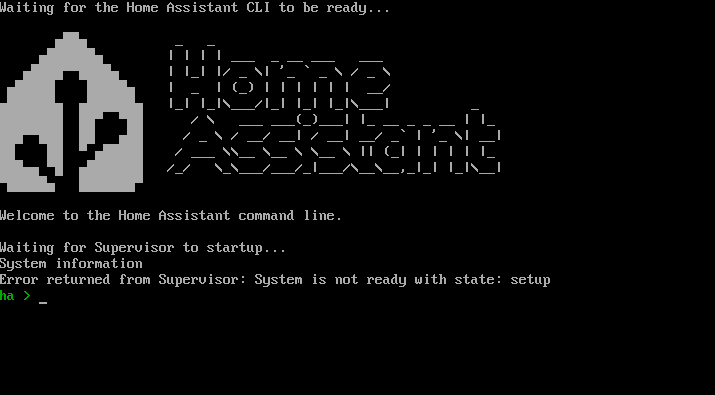 Waiting for the Home Assistant CLI to be ready...
Home
Assistant
Welcome to the Home Assistant command line.
Waiting for Supervisor to startup...
System information
Error returned from Supervisor: System is not ready with state: setup
ha > _